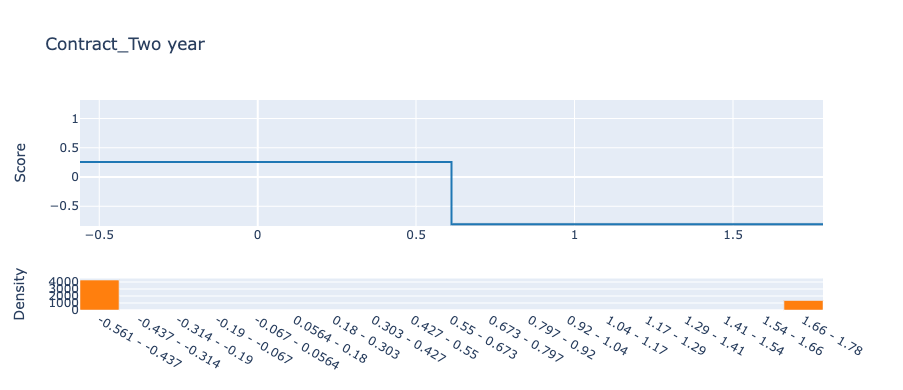 Contract_Two year
Score
1
0.5
0
−0.5
−0.5
0
0.5
1
1.5
Density
4000
3000
2000
1000
0
-0.561 - -0.437
-0.437 - -0.314
-0.314 - -0.19
-0.19 - -0.067
-0.067 - 0.0564
0.0564 - 0.18
0.18 - 0.303
0.303 - 0.427
0.427 - 0.55
0.55 - 0.673
0.673 - 0.797
0.797 - 0.92
0.92 - 1.04
1.04 - 1.17
1.17 - 1.29
1.29 - 1.41
1.41 - 1.54
1.54 - 1.66
1.66 - 1.78